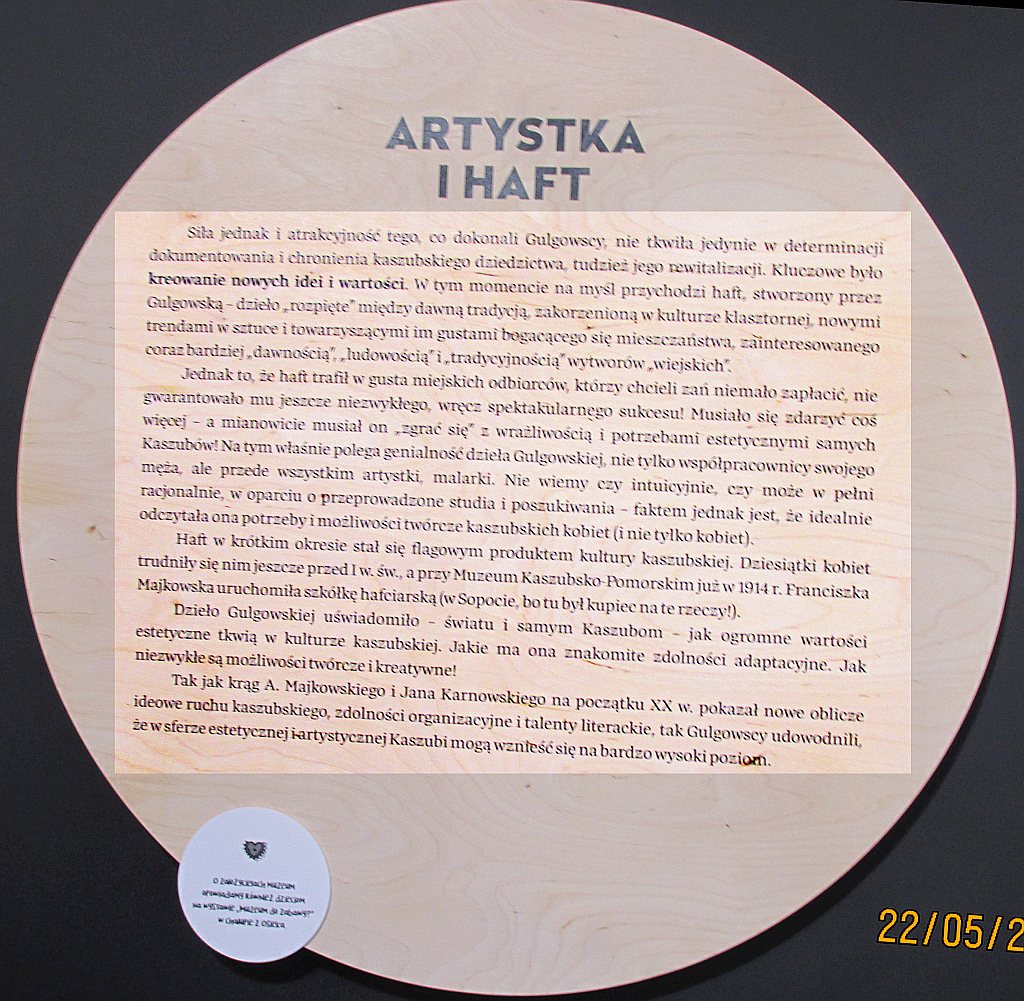 ARTYSTKA
I HAFT
Siła jednak i atrakcyjność tego, co dokonali Gulgowscy, nie tkwiła jedynie w determinacji
dokumentowania i chronienia kaszubskiego dziedzictwa, tudzież jego rewitalizacji. Kluczowe było
kreowanie nowych idei i wartości. W tym momencie na myśl przychodzi haft, stworzony przez
Gulgowską – dzieło „rozpięte” między dawną tradycją, zakorzenioną w kulturze klasztornej, nowymi
trendami w sztuce i towarzyszącymi im gustami bogacącego się mieszczaństwa, zainteresowanego
coraz bardziej „dawnością”, „ludowością” i „tradycyjnością” wytworów „wiejskich”.
Jednak to, że haft trafił w gusta miejskich odbiorców, którzy chcieli zań niemało zapłacić, nie
gwarantowało mu jeszcze niezwykłego, wręcz spektakularnego sukcesu! Musiało się zdarzyć coś
więcej – a mianowicie musiał on „zgrać się” z wrażliwością i potrzebami estetycznymi samych
Kaszubów! Na tym właśnie polega genialność dzieła Gulgowskiej, nie tylko współpracownicy swojego
męża, ale przede wszystkim artystki, malarki. Nie wiemy czy intuicyjnie, czy może w pełni
racjonalnie, w oparciu o przeprowadzone studia i poszukiwania – faktem jednak jest, że idealnie
odczytała ona potrzeby i możliwości twórcze kaszubskich kobiet (i nie tylko kobiet).
Haft w krótkim okresie stał się flagowym produktem kultury kaszubskiej. Dziesiątki kobiet
trudniły się nim jeszcze przed I w. św., a przy Muzeum Kaszubsko-Pomorskim już w 1914 r. Franciszka
Majkowska uruchomiła szkółkę hafciarską (w Sopocie, bo tu był kupiec na te rzeczy!).
Dzieło Gulgowskiej uświadomiło – światu i samym Kaszubom – jak ogromne wartości
estetyczne tkwią w kulturze kaszubskiej. Jakie ma ona znakomite zdolności adaptacyjne. Jak
niezwykłe są możliwości twórcze i kreatywne!
Tak jak krąg A. Majkowskiego i Jana Karnowskiego na początku XX w. pokazał nowe oblicze
ideowe ruchu kaszubskiego, zdolności organizacyjne i talenty literackie, tak Gulgowscy udowodnili,
że w sferze estetycznej i artystycznej Kaszubi mogą wznieść się na bardzo wysoki poziom.
O ZAŁOŻYCIELACH MUZEUM
OPOWIADAMY RÓWNIEŻ DZIECIOM
NA WYSTAWIE „MUZEUM do ZABAWY?”
W CHAŁUPIE Z OSIEKA
22/05/2